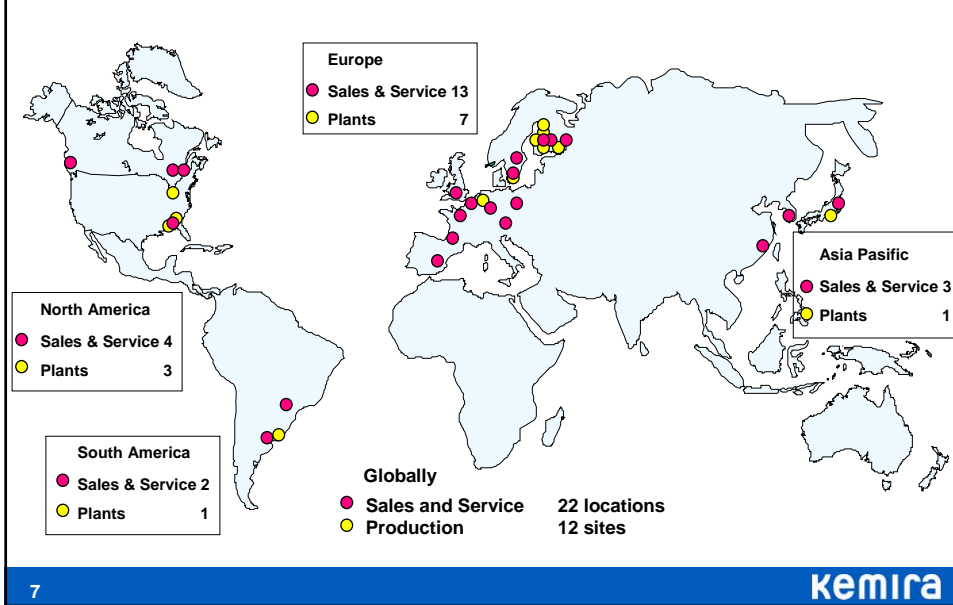 Europe
Sales & Service 13
Plants 7
Asia Pasific
Sales & Service 3
Plants 1
North America
Sales & Service 4
Plants 3
South America
Sales & Service 2
Plants 1
Globally
Sales and Service 22 locations
Production 12 sites
7
kemira